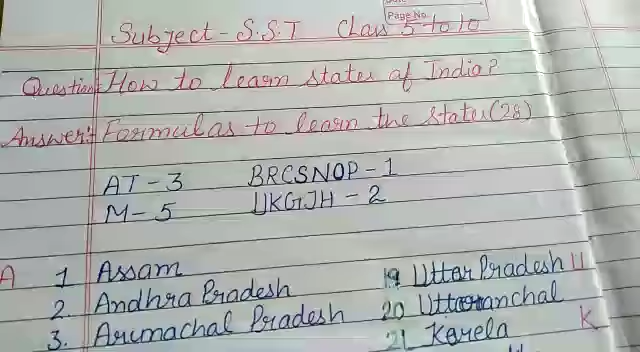 Page No.
Subject - S.S.T Class 5 to 10
Question: How to learn states of India?
Answer: Formulas to learn the states (28)
AT - 3 BRCSNOP - 1
M - 5 UKGJH - 2
A 1 Assam
2. Andhra Pradesh
3. Arunachal Pradesh
19 Uttar Pradesh U
20 Uttaranchal
21 Kerela K